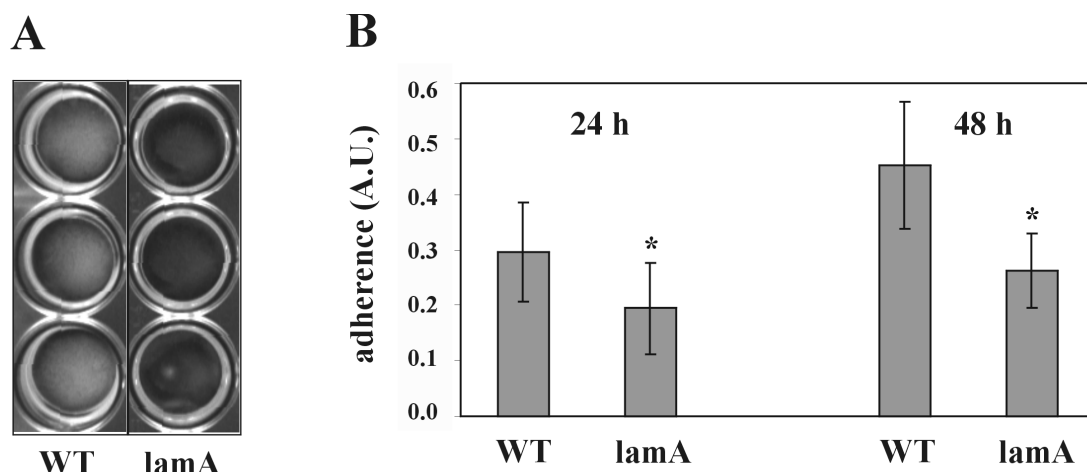 A
WT lamA
B
adherence (A.U.)
0.6
0.5
0.4
0.3
0.2
0.1
0.0
24 h 48 h
* *
WT lamA WT lamA